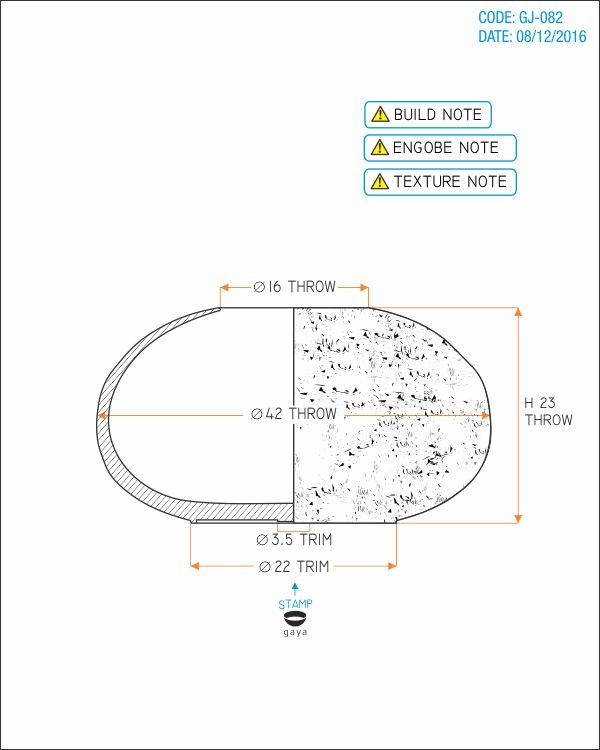 CODE: GJ-082
DATE: 08/12/2016
BUILD NOTE
ENGOBE NOTE
TEXTURE NOTE
Ø 16 THROW
Ø 42 THROW
H 23
THROW
Ø 3.5 TRIM
Ø 22 TRIM
STAMP
gaya